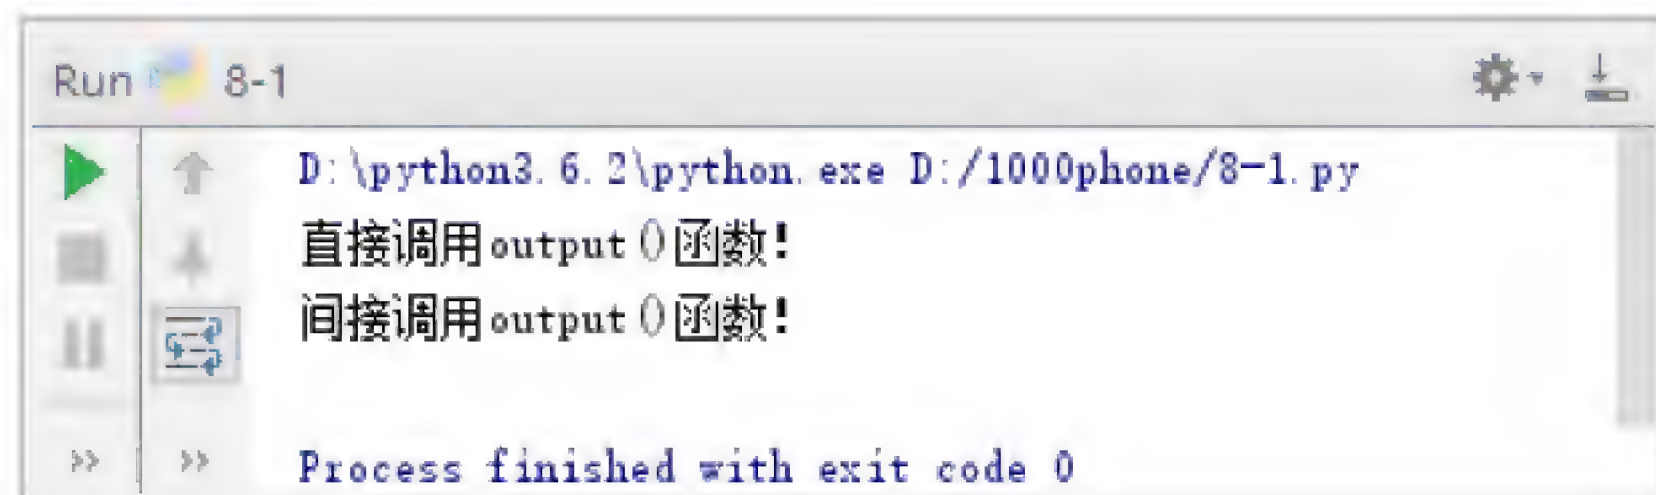 Run 8-1
D:\python3.6.2\python.exe D:/1000phone/8-1.py
直接调用output()函数!
间接调用output()函数!
Process finished with exit code 0